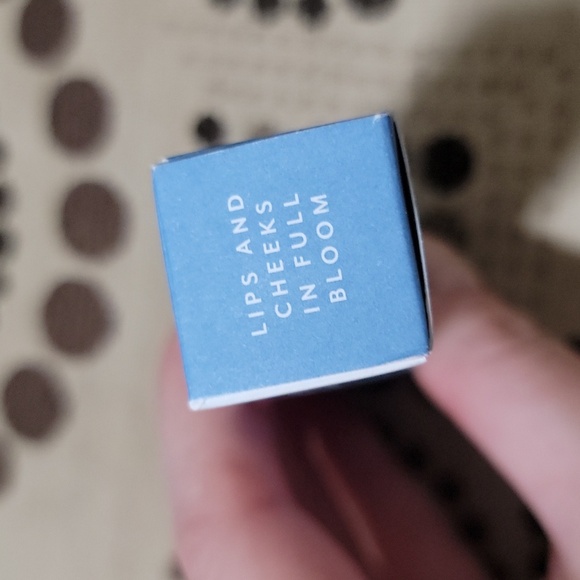 LIPS AND
CHEEKS
IN FULL
BLOOM